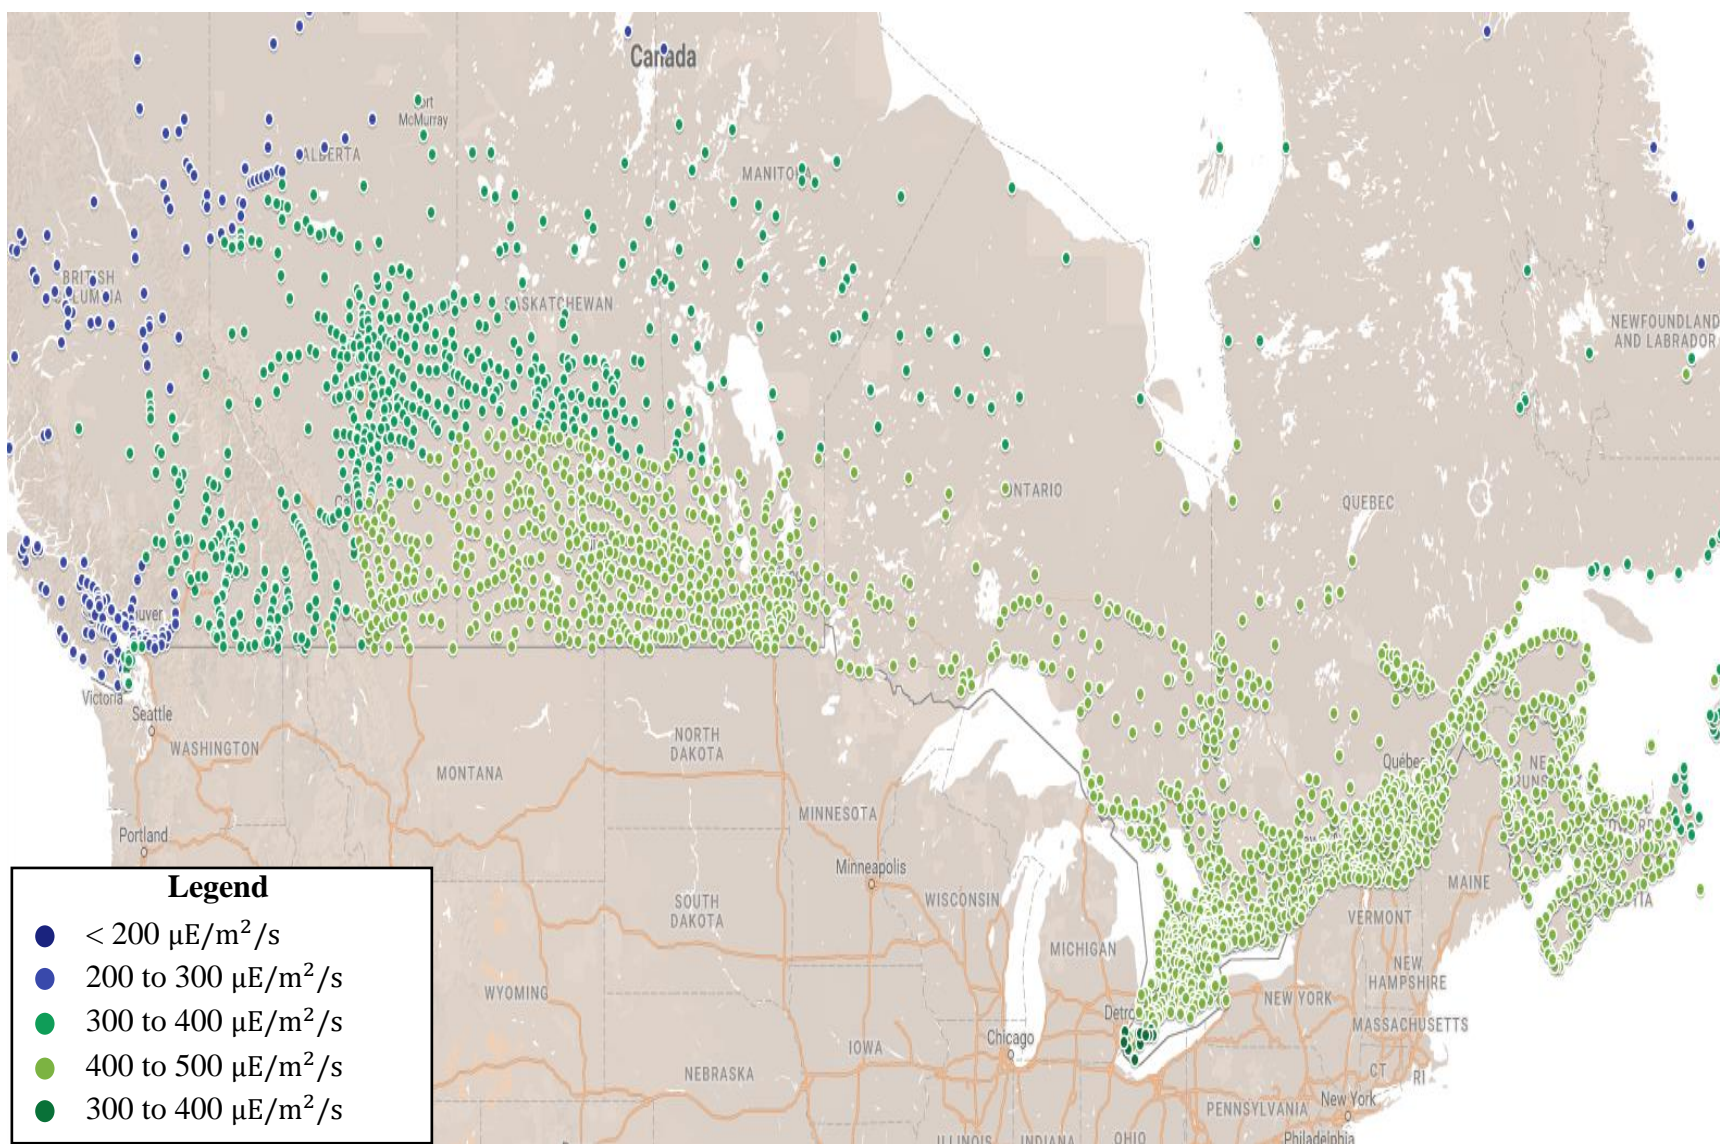 Canada
McMurray
ALBERTA
MANITOBA
BRITISH
COLUMBIA
SASKATCHEWAN
NEWFOUNDLAND
AND LABRADOR
ONTARIO
QUEBEC
Victoria
Seattle
WASHINGTON
NORTH
DAKOTA
MONTANA
Québec
MINNESOTA
Portland
Minneapolis
MAINE
WISCONSIN
SOUTH
DAKOTA
VERMONT
MICHIGAN
NEW
HAMPSHIRE
WYOMING
NEW YORK
Detro
MASSACHUSETTS
Chicago
IOWA
NEBRASKA
CT
RI
New York
PENNSYLVANIA
ILLINOIS
INDIANA
OHIO
Philadelphia
Legend
< 200 μE/m²/s
200 to 300 μE/m²/s
300 to 400 μE/m²/s
400 to 500 μE/m²/s
300 to 400 μE/m²/s